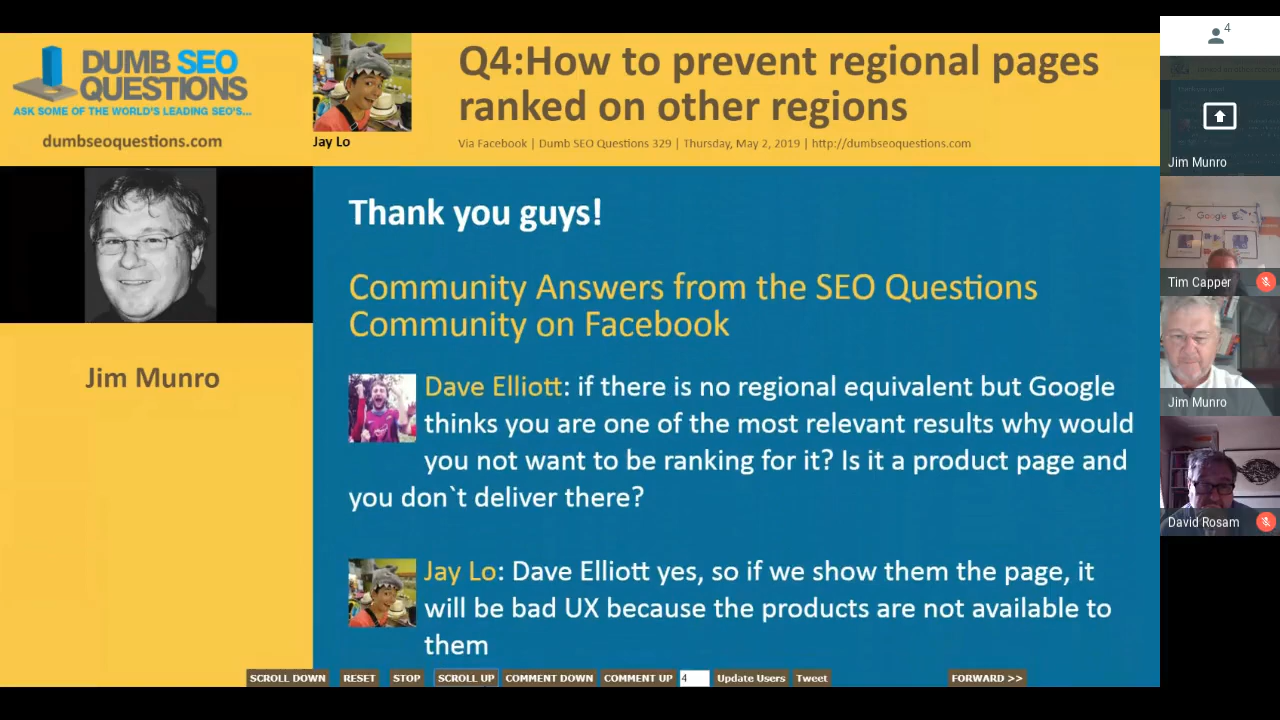 DUMB SEO
QUESTIONS
ASK SOME OF THE WORLD'S LEADING SEO'S...
dumbseoquestions.com
Jay Lo
Q4:How to prevent regional pages
ranked on other regions
Via Facebook | Dumb SEO Questions 329 | Thursday, May 2, 2019 | http://dumbseoquestions.com
Jim Munro
Thank you guys!
Community Answers from the SEO Questions
Community on Facebook
Dave Elliott: if there is no regional equivalent but Google
thinks you are one of the most relevant results why would
you not want to be ranking for it? Is it a product page and
you don`t deliver there?
Jay Lo: Dave Elliott yes, so if we show them the page, it
will be bad UX because the products are not available to
them
SCROLL DOWN RESET STOP SCROLL UP COMMENT DOWN COMMENT UP 4 Update Users Tweet FORWARD >>
4
Jim Munro
Google
Tim Capper
Jim Munro
David Rosam